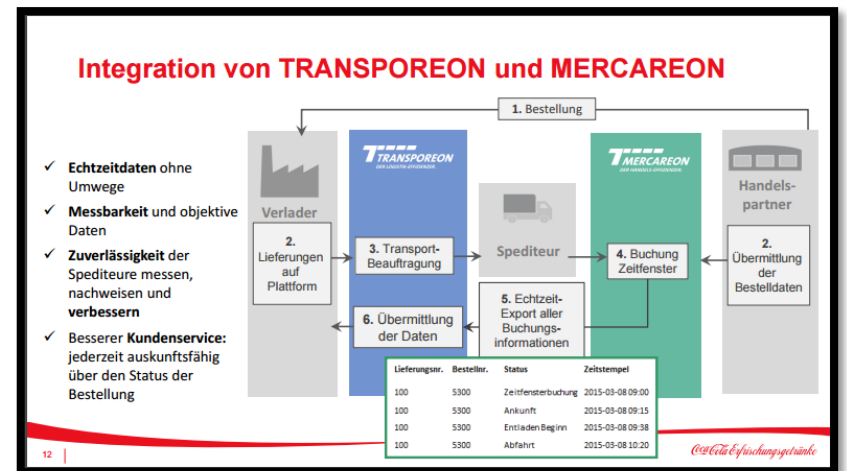 Integration von TRANSPOREON und MERCAREON
1. Bestellung
✓ Echtzeitdaten ohne
Umwege
✓ Messbarkeit und objektive
Daten
✓ Zuverlässigkeit der
Spediteure messen,
nachweisen und
verbessern
✓ Besserer Kundenservice:
jederzeit auskunftsfähig
über den Status der
Bestellung
Verlader
2.
Lieferungen
auf
Plattform
TRANSPOREON
DER LOGISTIK-EFFIZIENZER.
3. Transport-
Beauftragung
6. Übermittlung
der Daten
Spediteur
5. Echtzeit-
Export aller
Buchungs-
informationen
MERCAREON
DER HANDELS-EFFIZIENZER.
4. Buchung
Zeitfenster
Handels-
partner
2.
Übermittlung
der
Bestelldaten
Lieferungsnr. Bestellnr. Status Zeitstempel
100 5300 Zeitfensterbuchung 2015-03-08 09:00
100 5300 Ankunft 2015-03-08 09:15
100 5300 Entladen Beginn 2015-03-08 09:38
100 5300 Abfahrt 2015-03-08 10:20
12
Coca-Cola Erfrischungsgetränke